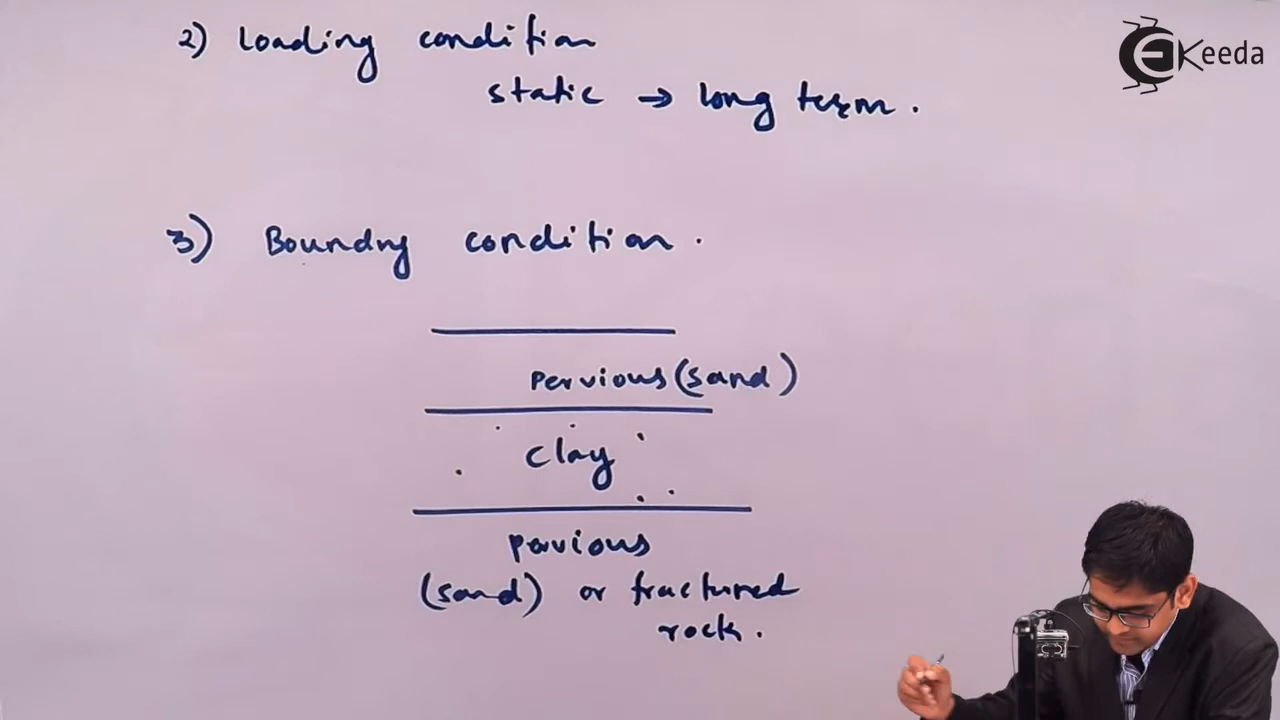 2) Loading condition
static → long term.
EKeeda
3) Boundry condition.
Pervious (sand)
clay
pervious
(sand) or fractured
rock.